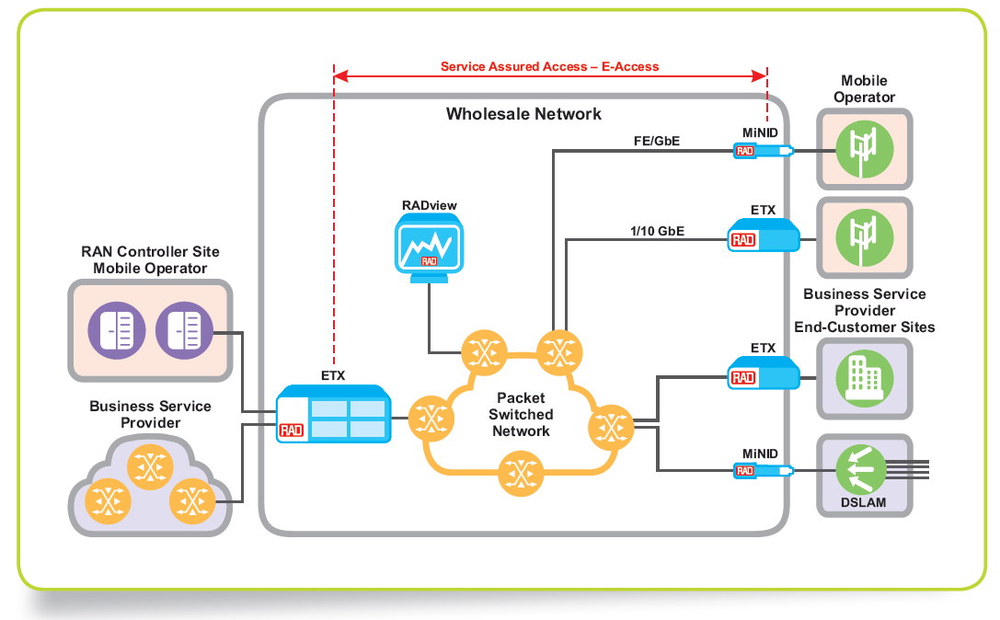 Service Assured Access – E-Access
Mobile
Operator
Wholesale Network
MiNID
FE/GbE
RAD
RADview
ETX
1/10 GbE
RAD
RAD
RAN Controller Site
Mobile Operator
Business Service
Provider
End-Customer Sites
ETX
RAD
ETX
Business Service
Provider
Packet
Switched
Network
RAD
MiNID
RAD
DSLAM